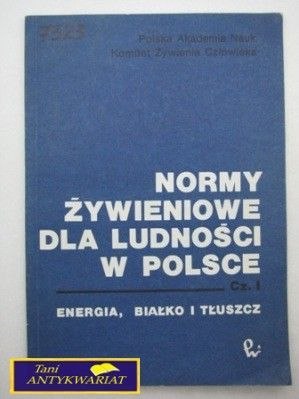 Polska Akademia Nauk
Komitet Żywienia Człowieka
NORMY
ŻYWIENIOWE
DLA LUDNOŚCI
W POLSCE
Cz. I
ENERGIA, BIAŁKO I TŁUSZCZ
Tani
ANTYKWARIAT